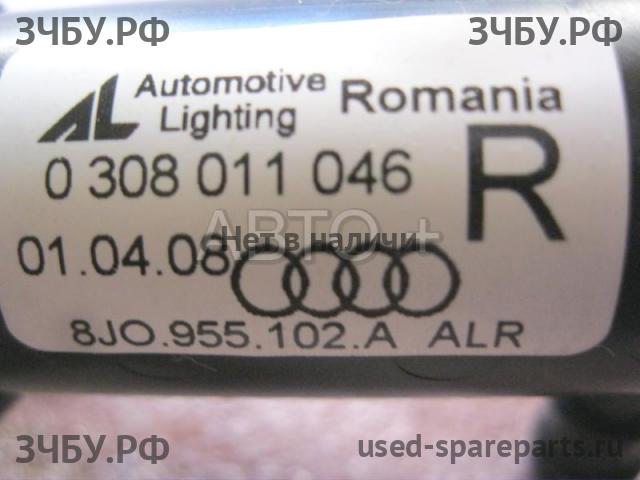 ЗЧБУ.РФ ЗЧБУ.РФ
AL Automotive Lighting Romania
0 308 011 046 R
АВТО +
01.04.08 Нет в наличии
8JO.955.102.A ALR
ЗЧБУ.РФ used-spareparts.ru